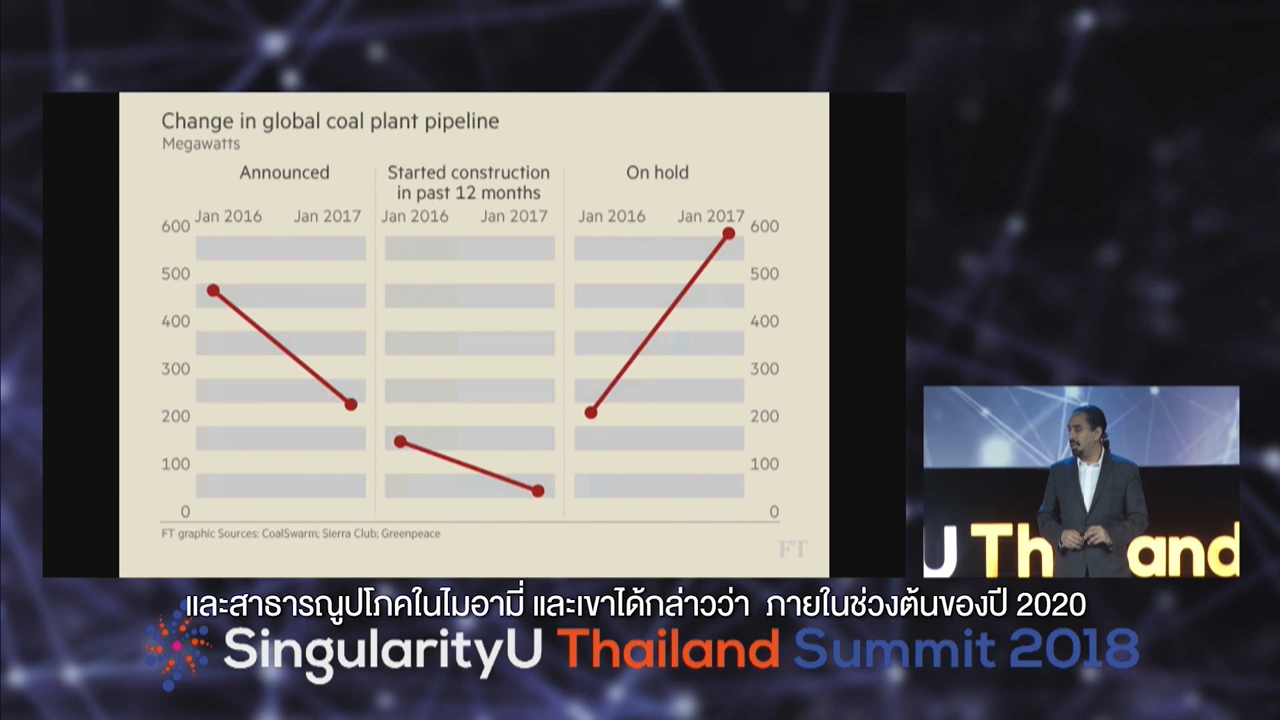 Change in global coal plant pipeline
Megawatts
Announced
Started construction
in past 12 months
On hold
Jan 2016
Jan 2017
Jan 2016
Jan 2017
Jan 2016
Jan 2017
600
600
500
500
400
400
300
300
200
200
100
100
0
0
FT graphic Sources: CoalSwarm; Sierra Club; Greenpeace
FT
U Th and
และสาธารณูปโภคในไมอามี่ และเขาได้กล่าวว่า ภายในช่วงต้นของปี 2020
SingularityU Thailand Summit 2018